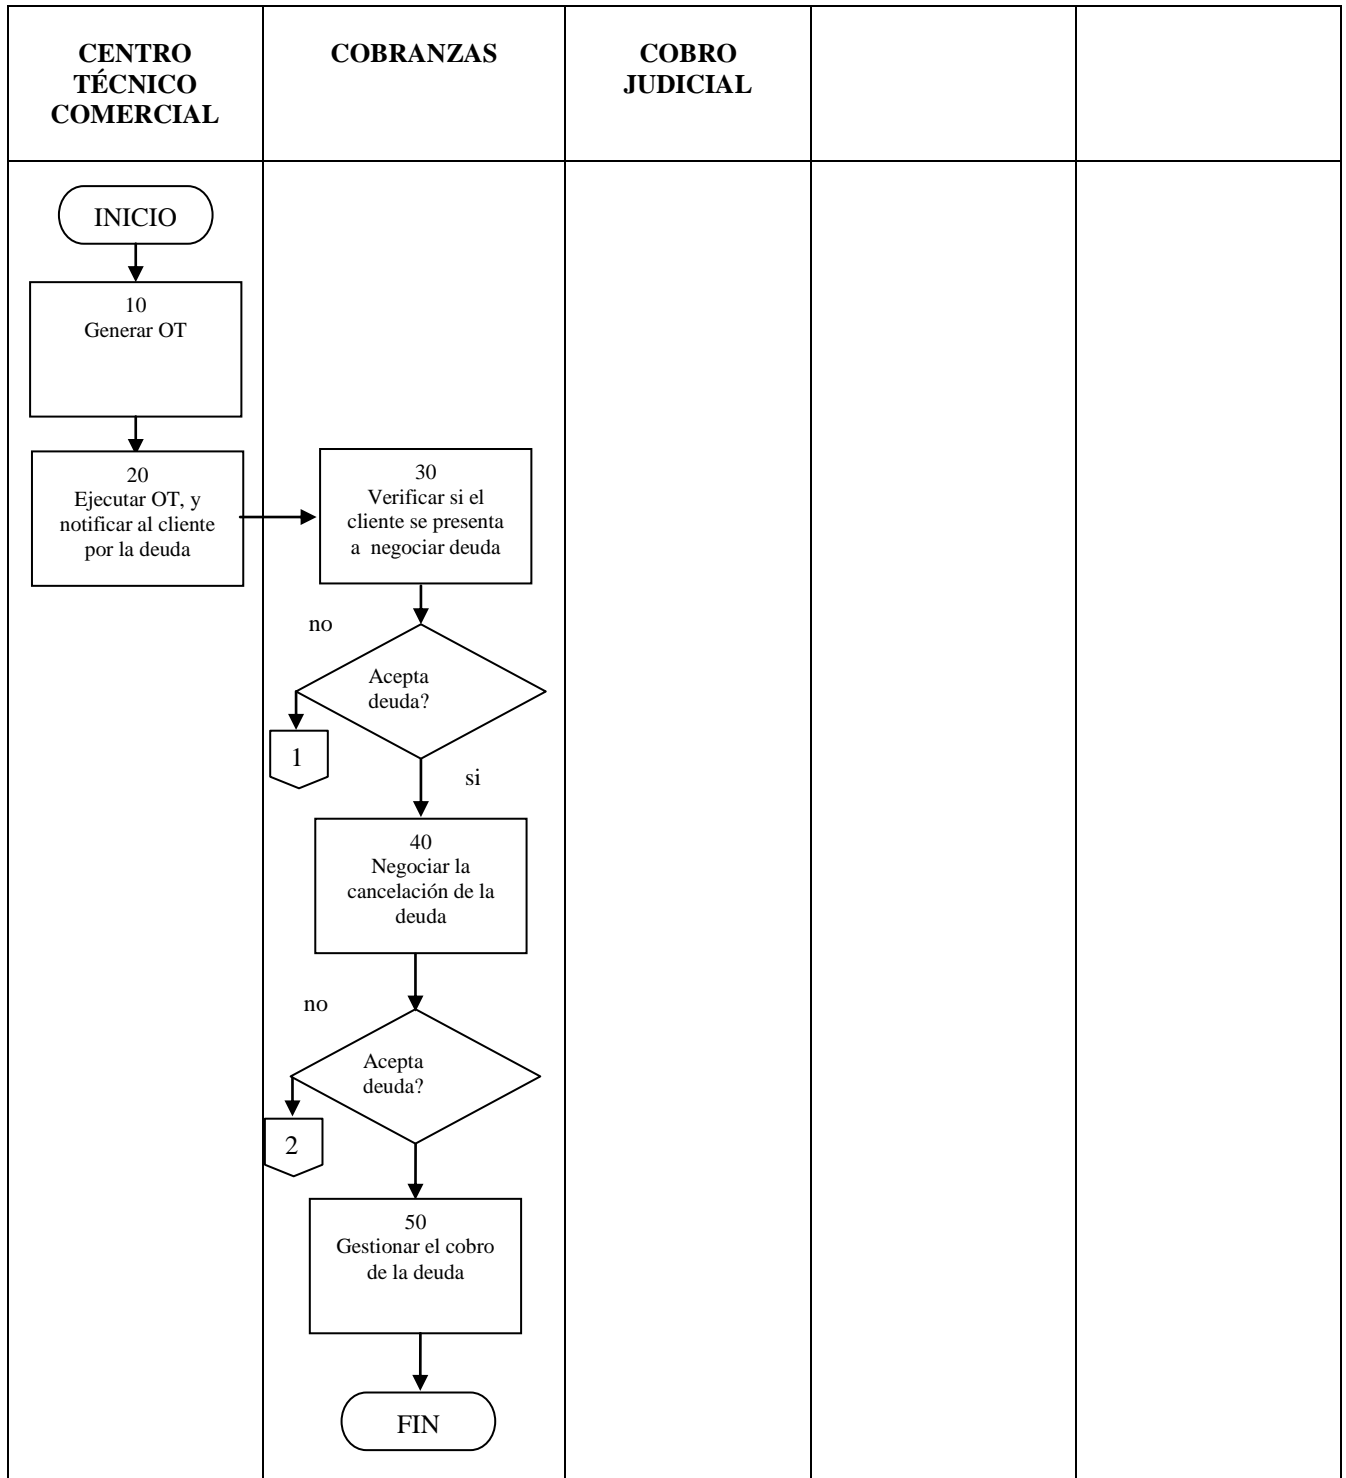 CENTRO
TÉCNICO
COMERCIAL
COBRANZAS
COBRO
JUDICIAL
INICIO
10
Generar OT
20
Ejecutar OT, y
notificar al cliente
por la deuda
30
Verificar si el
cliente se presenta
a negociar deuda
no
Acepta
deuda?
1
si
40
Negociar la
cancelación de la
deuda
no
Acepta
deuda?
2
50
Gestionar el cobro
de la deuda
FIN